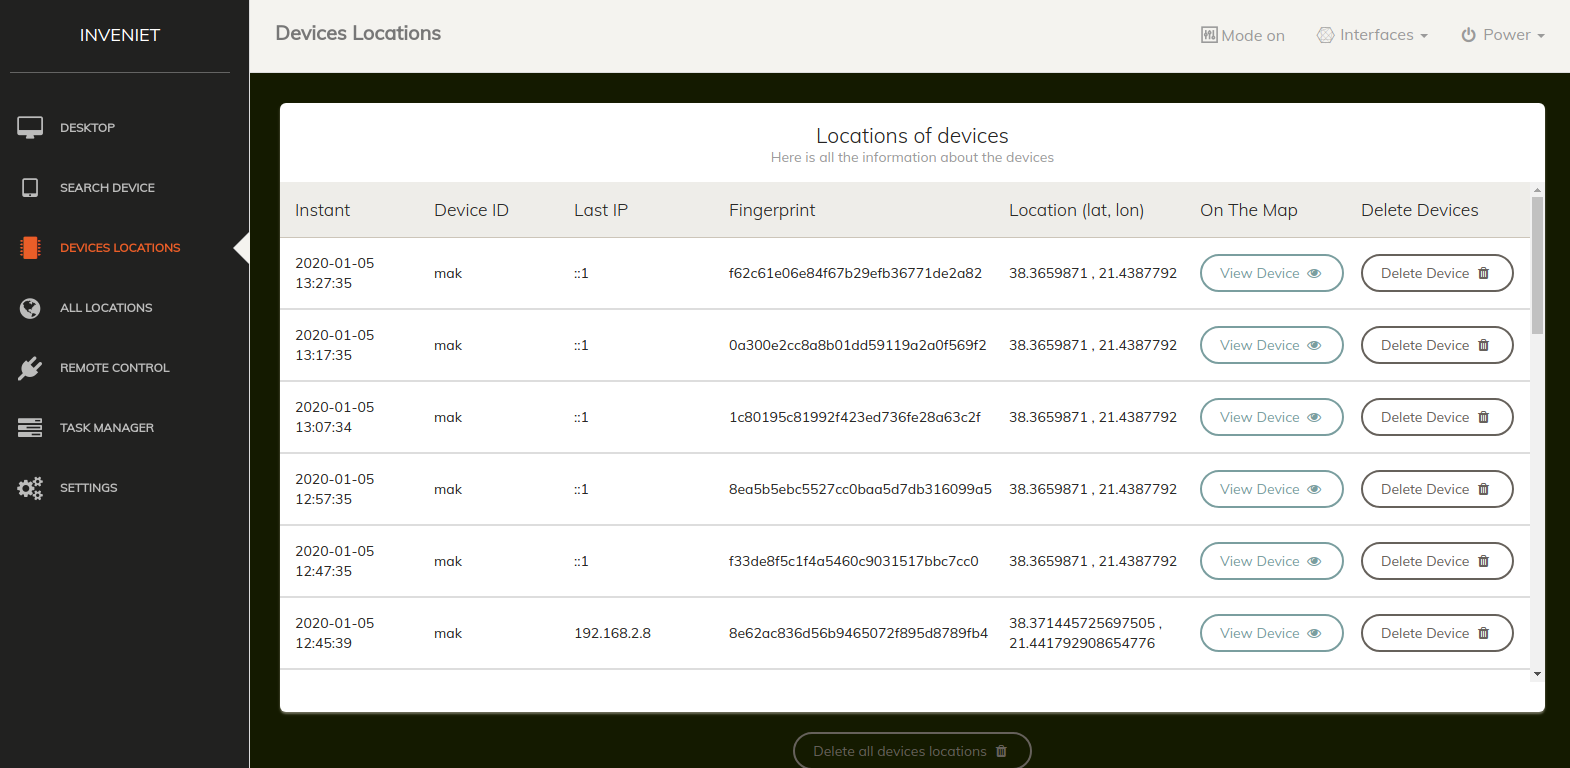 INVENIET
DESKTOP
SEARCH DEVICE
DEVICES LOCATIONS
ALL LOCATIONS
REMOTE CONTROL
TASK MANAGER
SETTINGS
Devices Locations
Mode on
Interfaces
Power
Locations of devices
Here is all the information about the devices
Instant Device ID Last IP Fingerprint Location (lat, lon) On The Map Delete Devices
2020-01-05
13:27:35
mak ::1 f62c61e06e84f67b29efb36771de2a82 38.3659871 , 21.4387792 View Device Delete Device
2020-01-05
13:17:35
mak ::1 0a300e2cc8a8b01dd59119a2a0f569f2 38.3659871 , 21.4387792 View Device Delete Device
2020-01-05
13:07:34
mak ::1 1c80195c81992f423ed736fe28a63c2f 38.3659871 , 21.4387792 View Device Delete Device
2020-01-05
12:57:35
mak ::1 8ea5b5ebc5527cc0baa5d7db316099a5 38.3659871 , 21.4387792 View Device Delete Device
2020-01-05
12:47:35
mak ::1 f33de8f5c1f4a5460c9031517bbc7cc0 38.3659871 , 21.4387792 View Device Delete Device
2020-01-05
12:45:39
mak 192.168.2.8 8e62ac836d56b9465072f895d8789fb4
38.371445725697505 ,
21.441792908654776
View Device Delete Device
Delete all devices locations